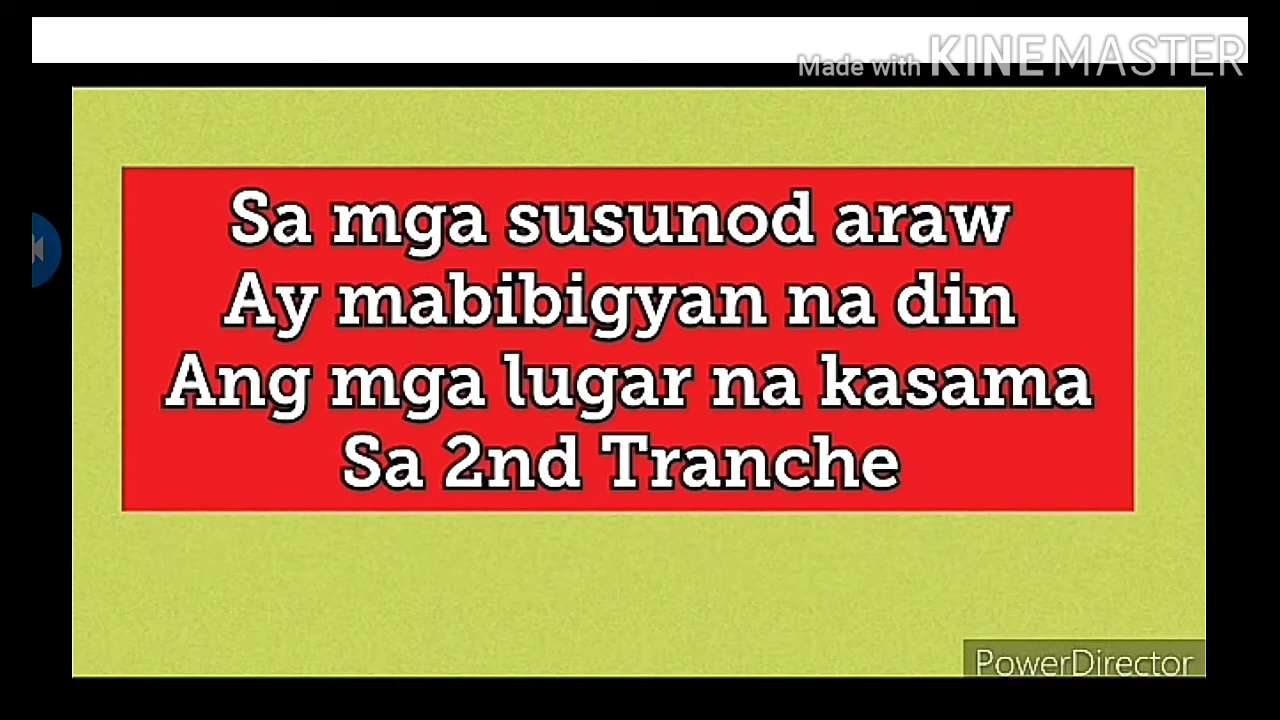 Made with KINEMASTER
Sa mga susunod araw
Ay mabibigyan na din
Ang mga lugar na kasama
Sa 2nd Tranche
PowerDirector